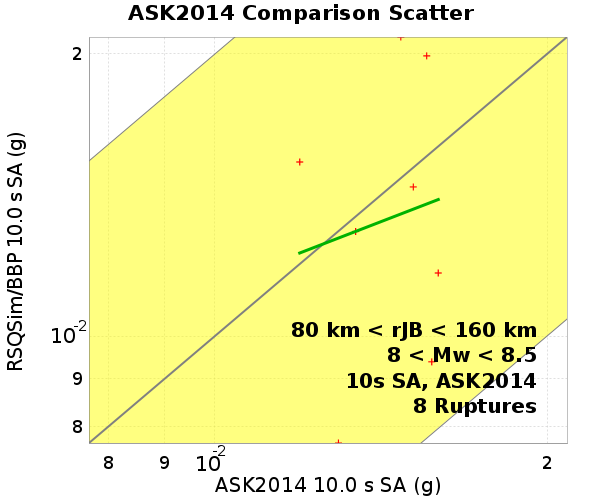 ASK2014 Comparison Scatter
RSQSim/BBP 10.0 s SA (g)
2
10-2
9
8
80 km < rJB < 160 km
8 < Mw < 8.5
10s SA, ASK2014
8 Ruptures
8 9 10-2 2
ASK2014 10.0 s SA (g)